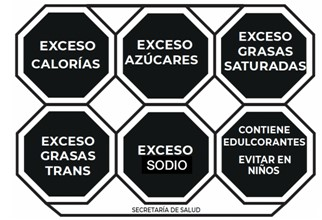 EXCESO
CALORÍAS
EXCESO
AZÚCARES
EXCESO
GRASAS
SATURADAS
EXCESO
GRASAS
TRANS
EXCESO
SODIO
CONTIENE
EDULCORANTES
EVITAR EN
NIÑOS
SECRETARÍA DE SALUD